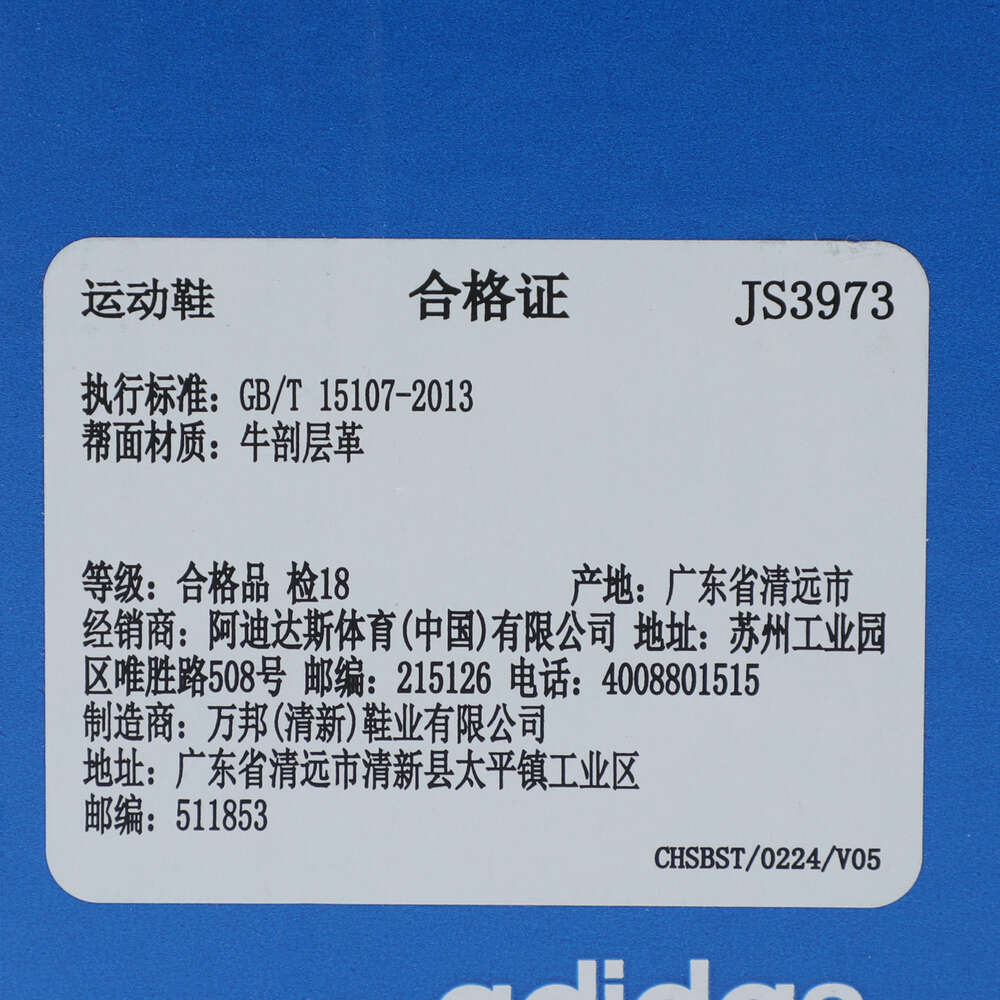 运动鞋 合格证 JS3973
执行标准：GB/T 15107-2013
帮面材质：牛剖层革
等级：合格品 检18 产地：广东省清远市
经销商：阿迪达斯体育(中国)有限公司 地址：苏州工业园
区唯胜路508号 邮编：215126 电话：4008801515
制造商：万邦(清新)鞋业有限公司
地址：广东省清远市清新县太平镇工业区
邮编：511853
CHSBST/0224/V05
adidas